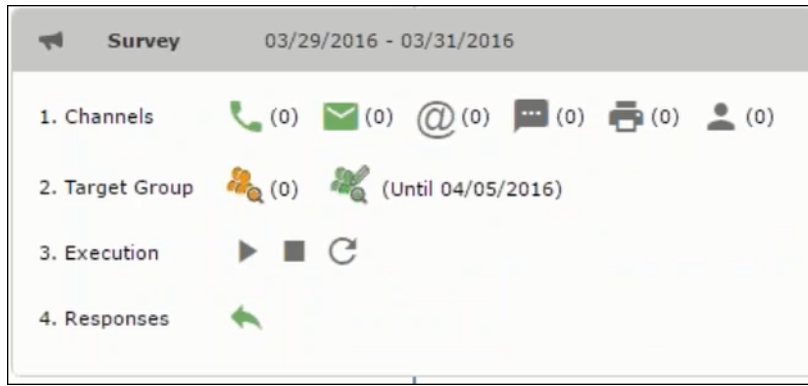 Survey 03/29/2016 - 03/31/2016
1. Channels (0) (0) @ (0) (0) (0) (0)
2. Target Group (0) (Until 04/05/2016)
3. Execution
4. Responses